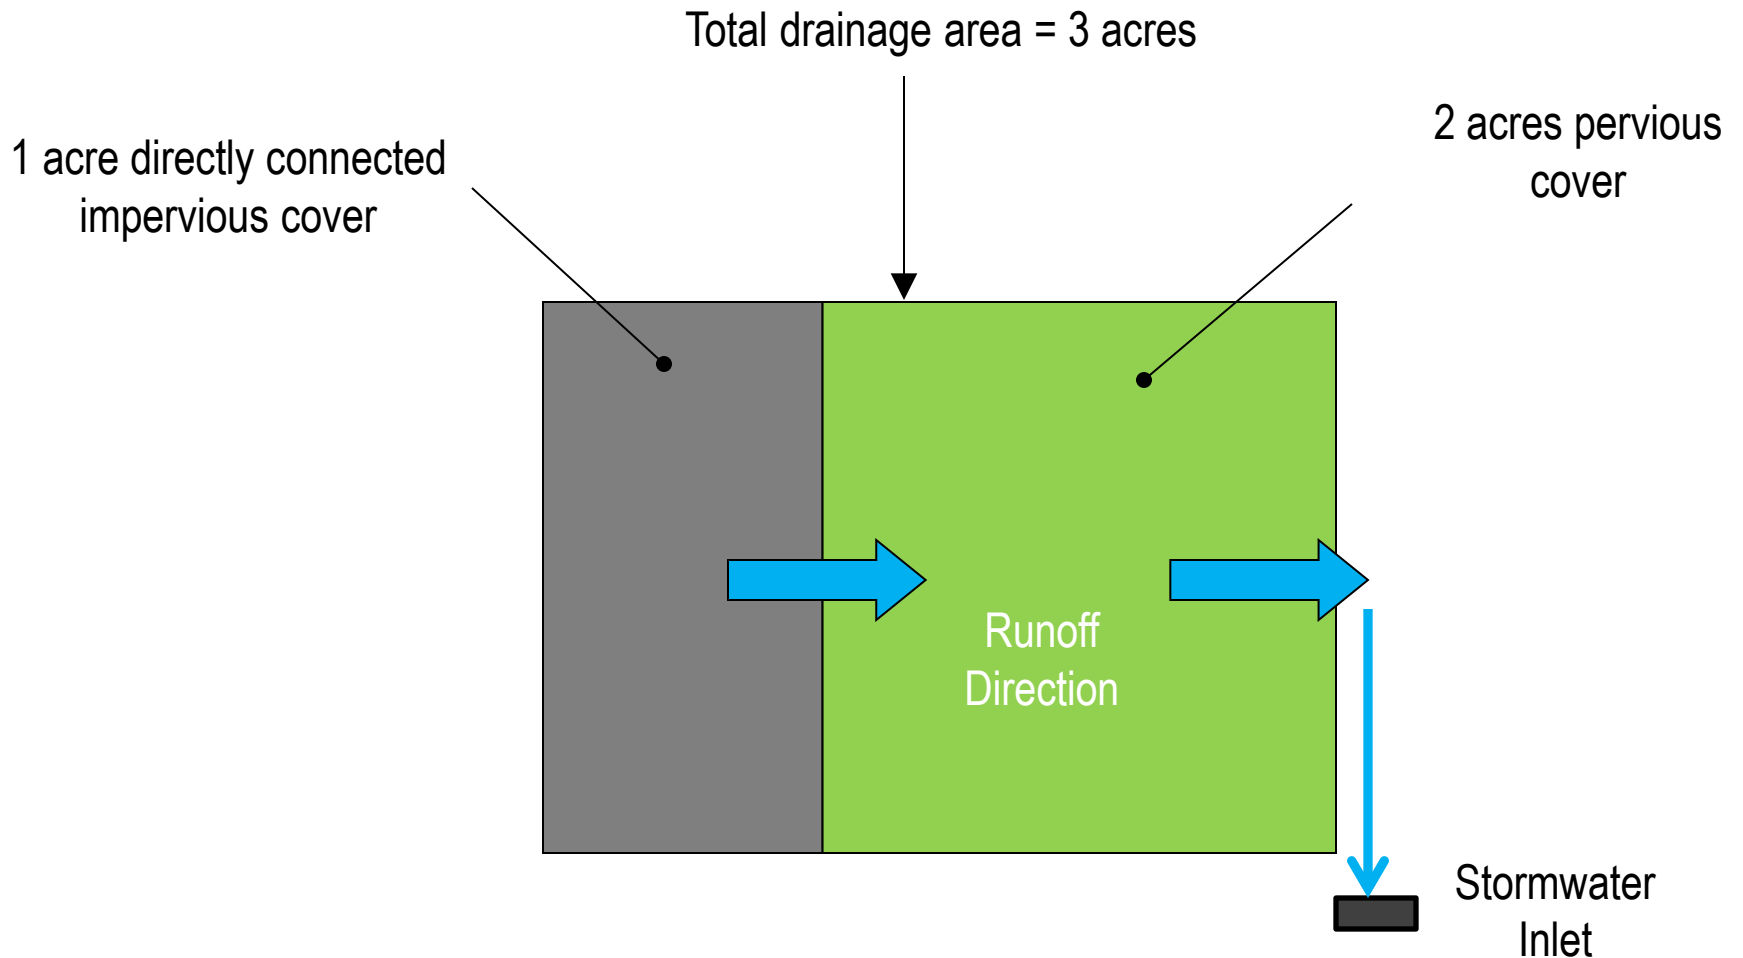 Total drainage area = 3 acres
1 acre directly connected
impervious cover
2 acres pervious
cover
Runoff
Direction
Stormwater
Inlet